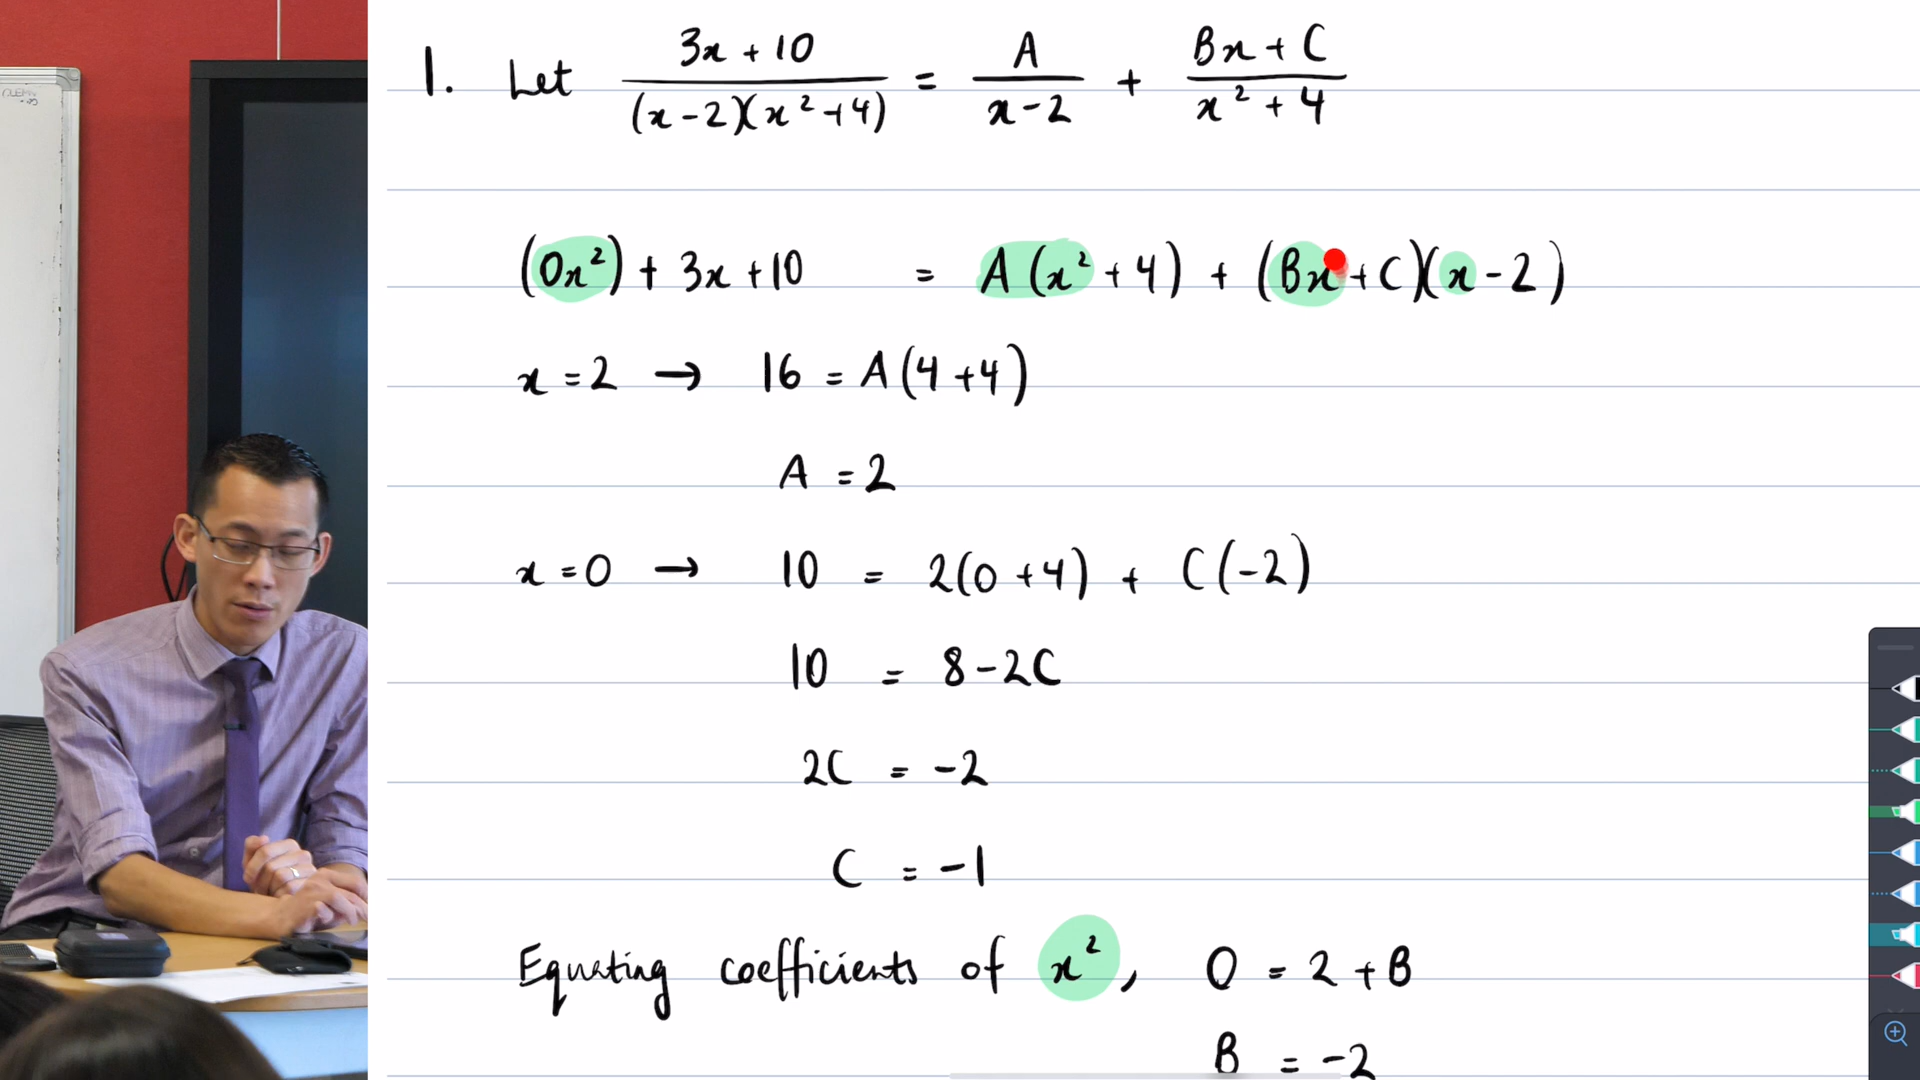 1. Let (3x + 10)/((x-2)(x²+4)) = A/(x-2) + (Bx + C)/(x² + 4)
(0x²) + 3x + 10 = A(x² + 4) + (Bx + C)(x - 2)
x = 2 → 16 = A(4 + 4)
A = 2
x = 0 → 10 = 2(0 + 4) + C(-2)
10 = 8 - 2C
2C = -2
C = -1
Equating coefficients of x², 0 = 2 + B
B = -2